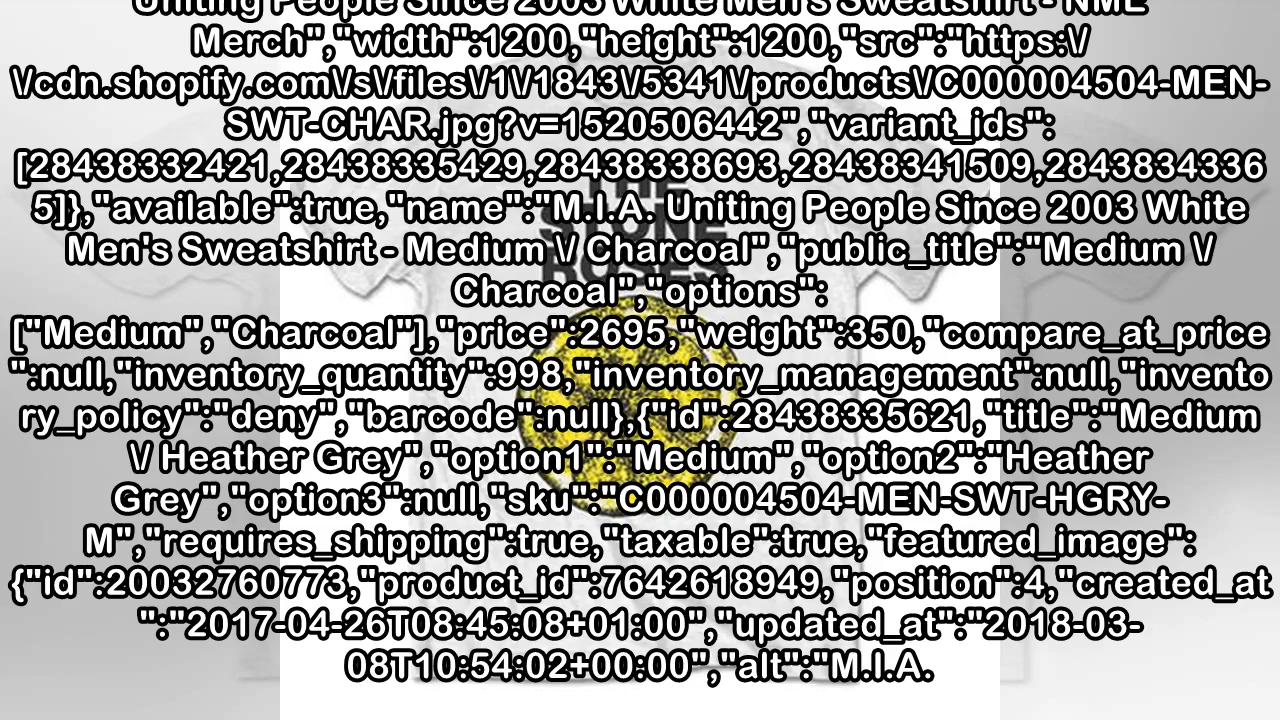 Uniting People Since 2003 White Men's Sweatshirt - NME
Merch","width":1200,"height":1200,"src":"https:\/
\/cdn.shopify.com\/s\/files\/1\/1843\/5341\/products\/C000004504-MEN-
SWT-CHAR.jpg?v=1520506442","variant_ids":
[28438332421,28438335429,28438338693,28438341509,2843834336
5]},"available":true,"name":"M.I.A. Uniting People Since 2003 White
Men's Sweatshirt - Medium \/ Charcoal","public_title":"Medium \/
Charcoal","options":
["Medium","Charcoal"],"price":2695,"weight":350,"compare_at_price
":null,"inventory_quantity":998,"inventory_management":null,"invento
ry_policy":"deny","barcode":null},{"id":28438335621,"title":"Medium
\/ Heather Grey","option1":"Medium","option2":"Heather
Grey","option3":null,"sku":"C000004504-MEN-SWT-HGRY-
M","requires_shipping":true,"taxable":true,"featured_image":
{"id":20032760773,"product_id":7642618949,"position":4,"created_at
":"2017-04-26T08:45:08+01:00","updated_at":"2018-03-
08T10:54:02+00:00","alt":"M.I.A.
THE
STONE
ROSES